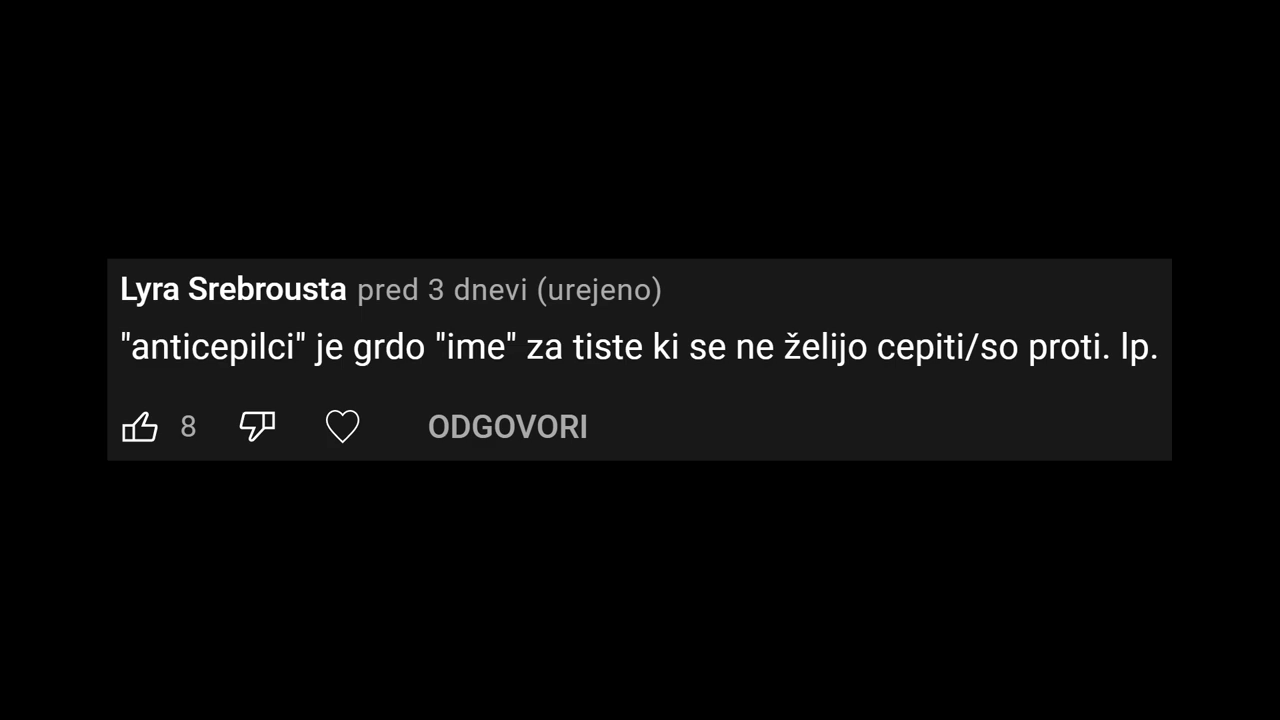 Lyra Srebrousta pred 3 dnevi (urejeno)
"anticepilci" je grdo "ime" za tiste ki se ne želijo cepiti/so proti. lp.
8 ODGOVORI